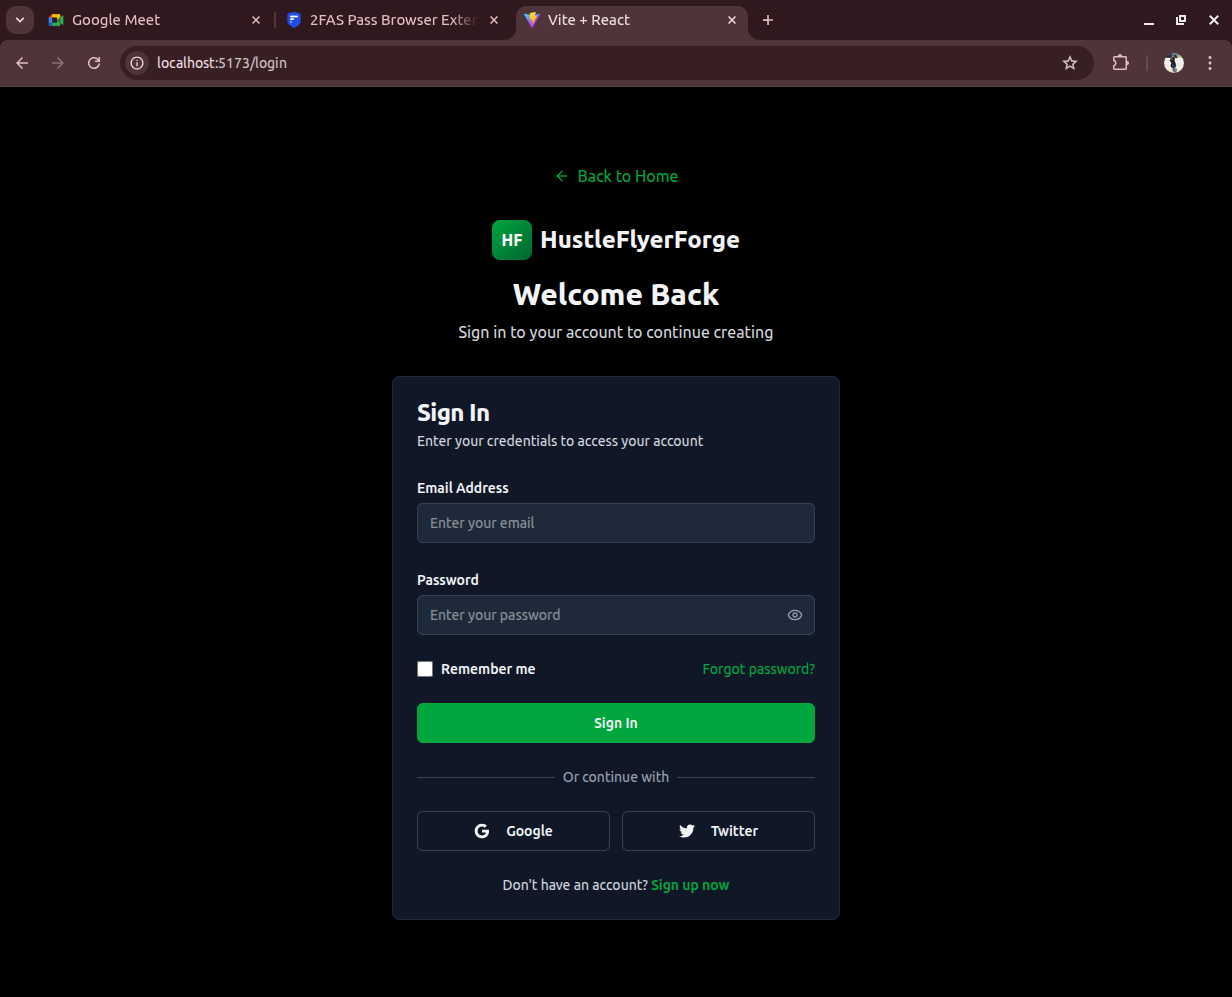 Google Meet
2FAS Pass Browser Exter
Vite + React
localhost:5173/login
Back to Home
HF HustleFlyerForge
Welcome Back
Sign in to your account to continue creating
Sign In
Enter your credentials to access your account
Email Address
Enter your email
Password
Enter your password
Remember me Forgot password?
Sign In
Or continue with
Google Twitter
Don't have an account? Sign up now